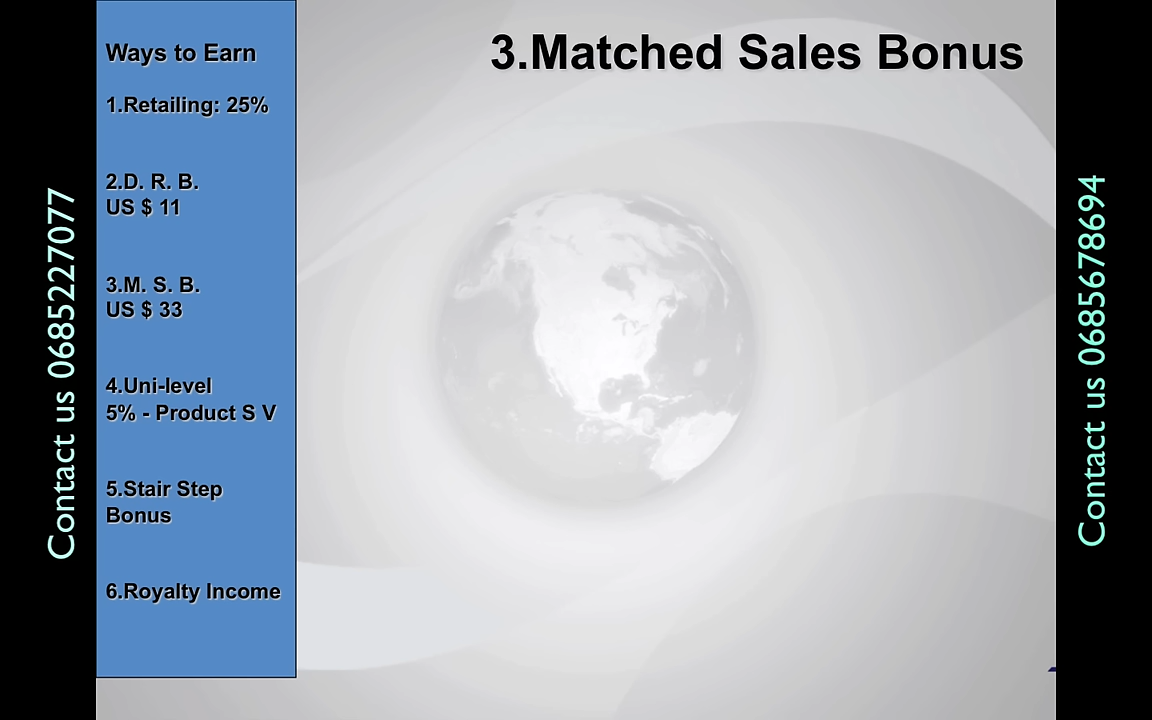 Contact us 0685227077
Ways to Earn
1.Retailing: 25%
2.D. R. B.
US $ 11
3.M. S. B.
US $ 33
4.Uni-level
5% - Product S V
5.Stair Step
Bonus
6.Royalty Income
3.Matched Sales Bonus
Contact us 0685678694